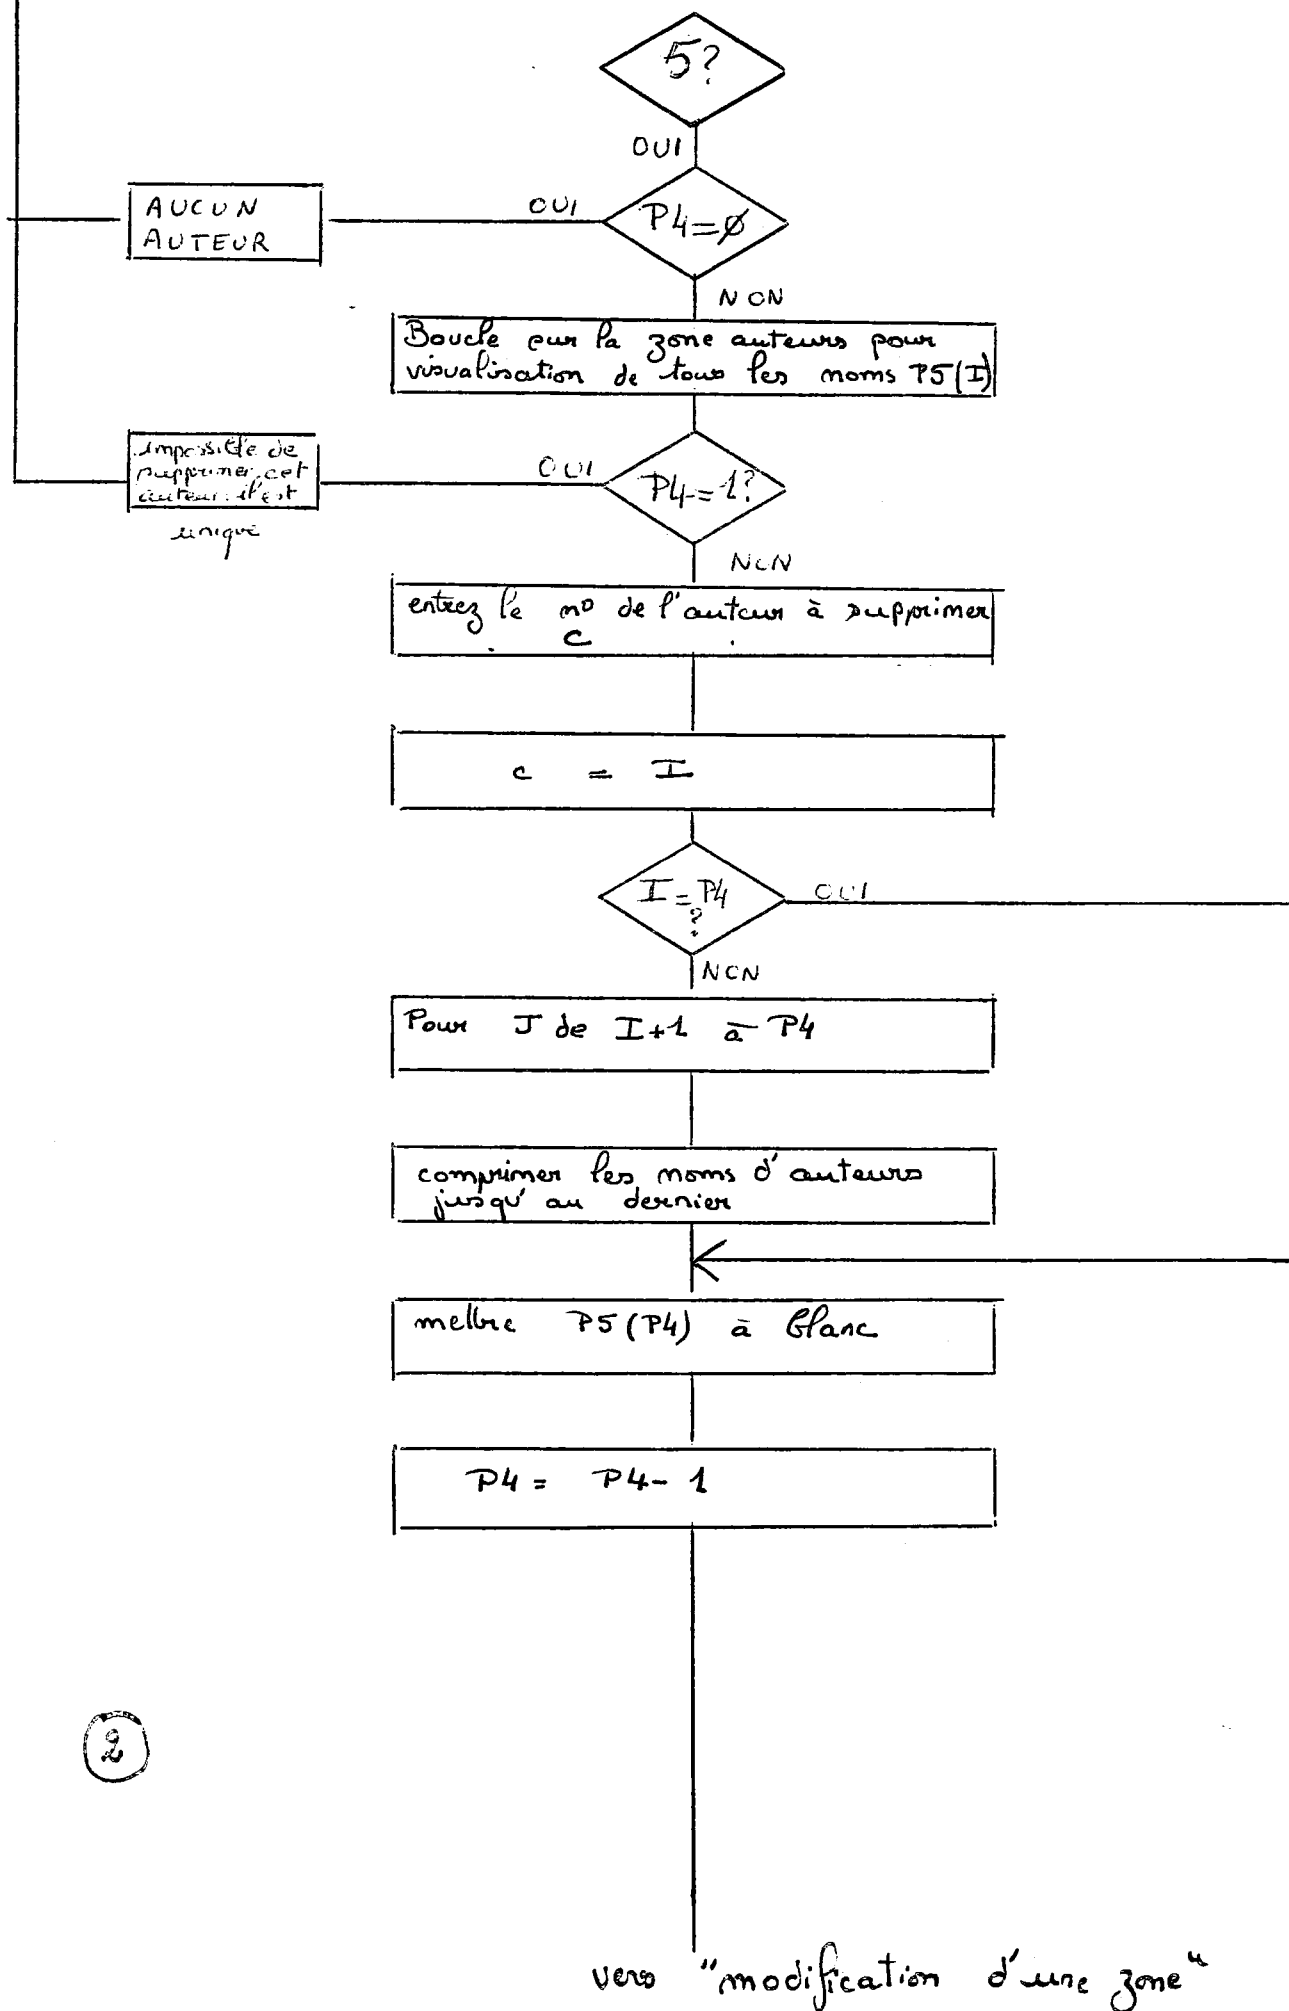 5?
OUI
P4=ø
OUI
AUCUN
AUTEUR
NON
Boucle sur la zone auteurs pour
visualisation de tous les noms P5(I)
P4=1?
OUI
impossible de
supprimer cet
auteur: il est
unique
NON
entrez le n° de l'auteur à supprimer
C
c = I
I=P4
?
OUI
NON
Pour J de I+1 à P4
comprimer les noms d'auteurs
jusqu'au dernier
mettre P5(P4) à blanc
P4 = P4-1
2
vers "modification d'une zone"